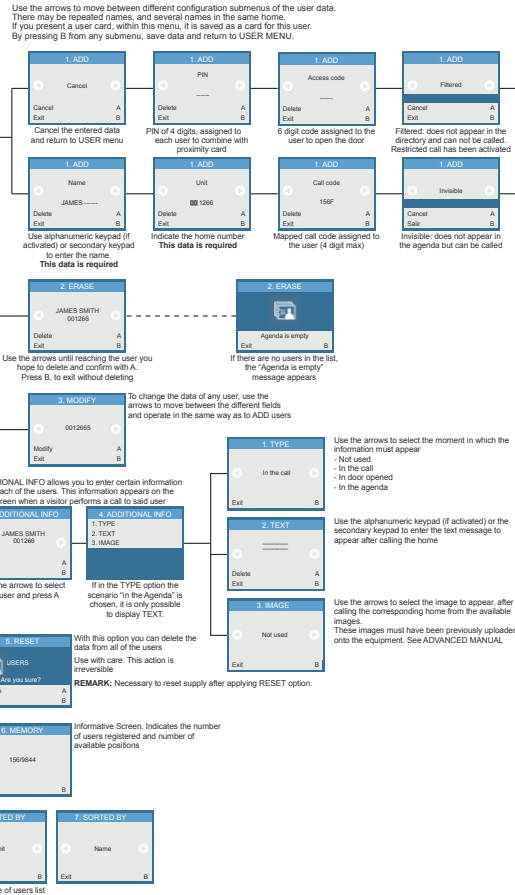 Use the arrows to move between different configuration submenus of the user data.
There may be repeated names, and several names in the same home.
If you present a user card, within this menu, it is saved as a card for this user.
By pressing B from any submenu, save data and return to USER MENU.
1. ADD
Cancel
Cancel A
Exit B
Cancel the entered data
and return to USER menu
1. ADD
PIN
----
Delete A
Exit B
PIN of 4 digits, assigned to
each user to combine with
proximity card
1. ADD
Access code
----
Delete A
Exit B
6 digit code assigned to the
user to open the door
1. ADD
Filtered
Cancel A
Exit B
Filtered: does not appear in the
directory and can not be called.
Restricted call has been activated
1. ADD
Name
JAMES -----
Delete A
Exit B
Use alphanumeric keypad (if
activated) or secondary keypad
to enter the name.
This data is required
1. ADD
Unit
00 1266
Delete A
Exit B
Indicate the home number
This data is required
1. ADD
Call code
156F
Delete A
Exit B
Mapped call code assigned to
the user (4 digit max)
1. ADD
Invisible
Cancel A
Salir B
Invisible: does not appear in
the agenda but can be called
2. ERASE
JAMES SMITH
001266
Delete A
Exit B
Use the arrows until reaching the user you
hope to delete and confirm with A.
Press B, to exit without deleting
2. ERASE
Agenda is empty
Exit B
If there are no users in the list,
the “Agenda is empty”
message appears
3. MODIFY
0012665
Modify A
Exit B
To change the data of any user, use the
arrows to move between the different fields
and operate in the same way as to ADD users
IONAL INFO allows you to enter certain information
ach of the users. This information appears on the
reen when a visitor performs a call to said user
DDITIONAL INFO
JAMES SMITH
001266
A
B
he arrows to select
user and press A
4. ADDITIONAL INFO
1. TYPE
2. TEXT
3. IMAGE
If in the TYPE option the
scenario “in the Agenda” is
chosen, it is only possible
to display TEXT.
1. TYPE
In the call
Exit B
Use the arrows to select the moment in which the
information must appear
- Not used
- In the call
- In door opened
- In the agenda
2. TEXT
Delete A
Exit B
Use the alphanumeric keypad (if activated) or the
secondary keypad to enter the text message to
appear after calling the home
3. IMAGE
Not used
Exit B
Use the arrows to select the image to appear, after
calling the corresponding home from the available
images.
These images must have been previously uploaded
onto the equipment. See ADVANCED MANUAL
5. RESET
USERS
Are you sure?
A
B
With this option you can delete the
data from all of the users
Use with care. This action is
irreversible
REMARK: Necessary to reset supply after applying RESET option.
6. MEMORY
156/9844
B
Informative Screen. Indicates the number
of users registered and number of
available positions
TED BY
it
B
7. SORTED BY
Name
Exit B
e of users list